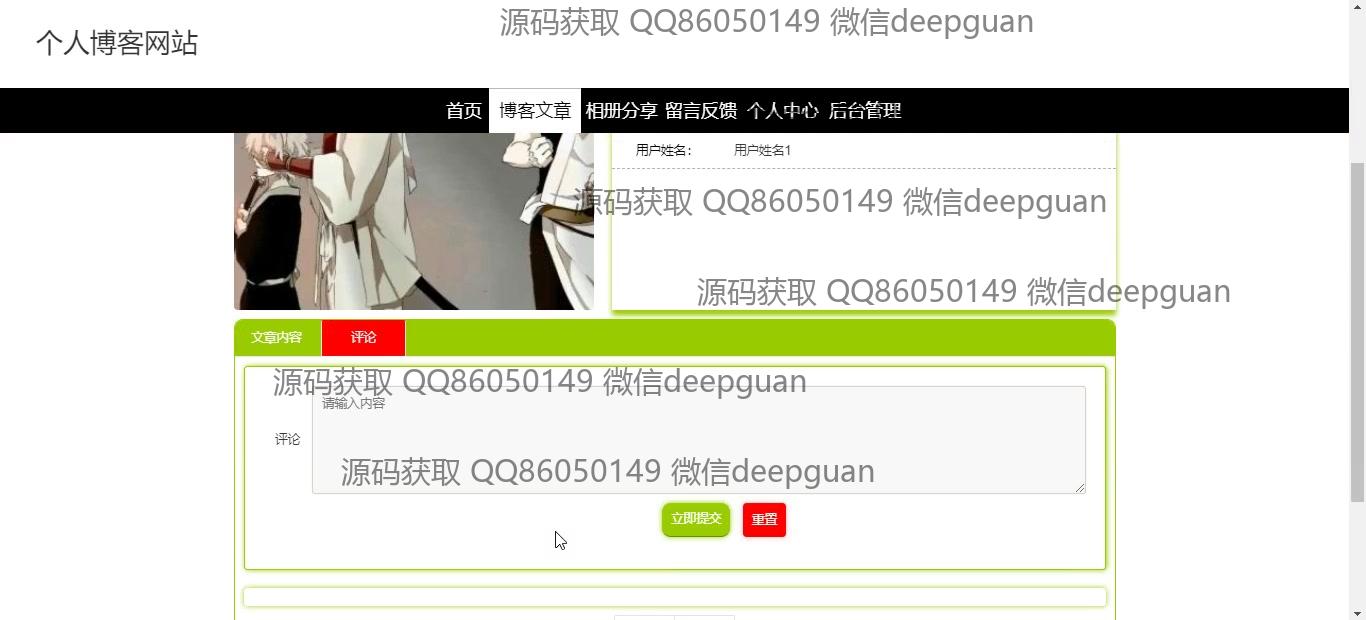 源码获取 QQ86050149 微信deepguan
个人博客网站
首页 博客文章 相册分享 留言反馈 个人中心 后台管理
用户姓名： 用户姓名1
源码获取 QQ86050149 微信deepguan
源码获取 QQ86050149 微信deepguan
文章内容 评论
源码获取 QQ86050149 微信deepguan
请输入内容
评论
源码获取 QQ86050149 微信deepguan
立即提交 重置